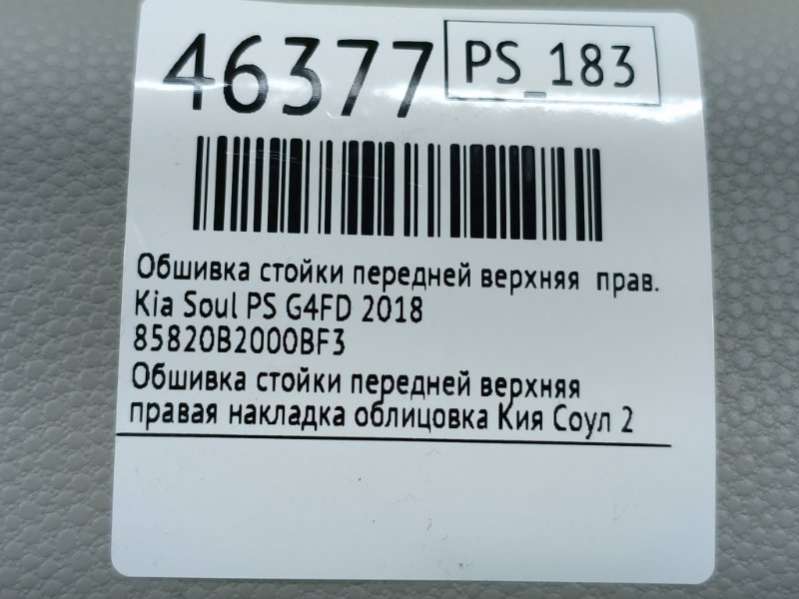 46377
PS_183
Обшивка стойки передней верхняя  прав.
Kia Soul PS G4FD 2018
85820B2000BF3
Обшивка стойки передней верхняя
правая накладка облицовка Кия Соул 2